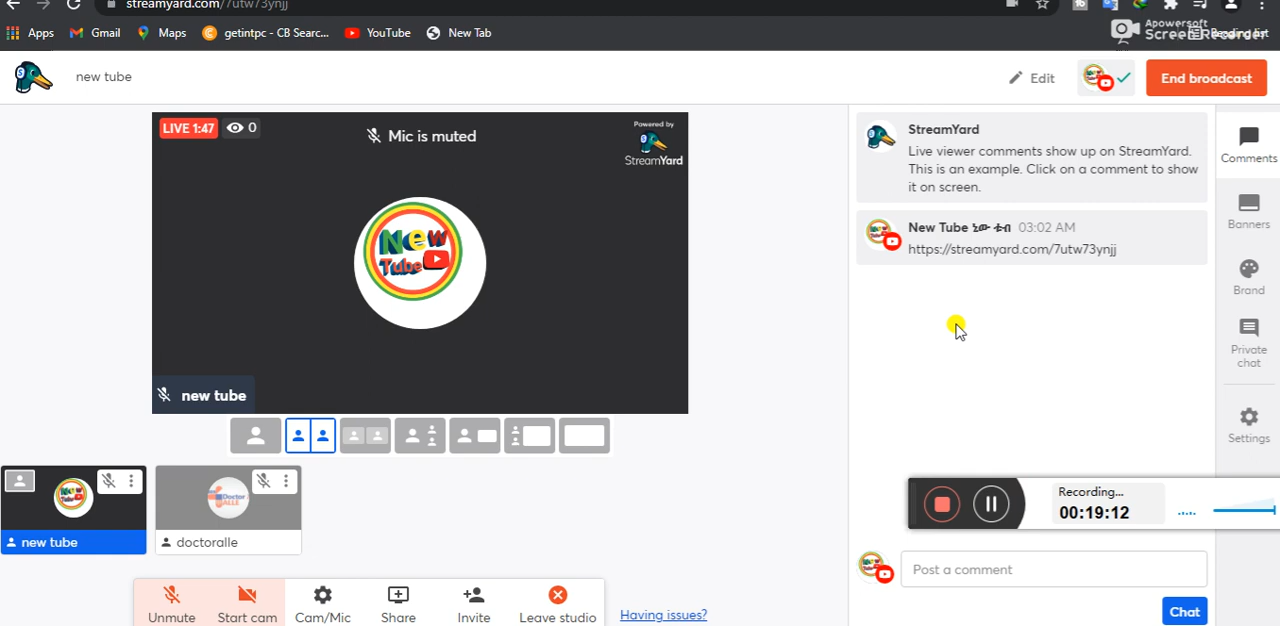 streamyard.com/7utw73ynjj
Apps
Gmail
Maps
getintpc - CB Searc...
YouTube
New Tab
Apowersoft
Screen Recorder
Reading list
new tube
Edit
End broadcast
LIVE 1:47
0
Mic is muted
Powered by
StreamYard
New
Tube
new tube
StreamYard
Live viewer comments show up on StreamYard.
This is an example. Click on a comment to show
it on screen.
New Tube ኒው ቱብ 03:02 AM
https://streamyard.com/7utw73ynjj
Comments
Banners
Brand
Private
chat
Settings
Recording...
00:19:12
new tube
Doctor
ALLE
doctoralle
Unmute
Start cam
Cam/Mic
Share
Invite
Leave studio
Having issues?
Post a comment
Chat